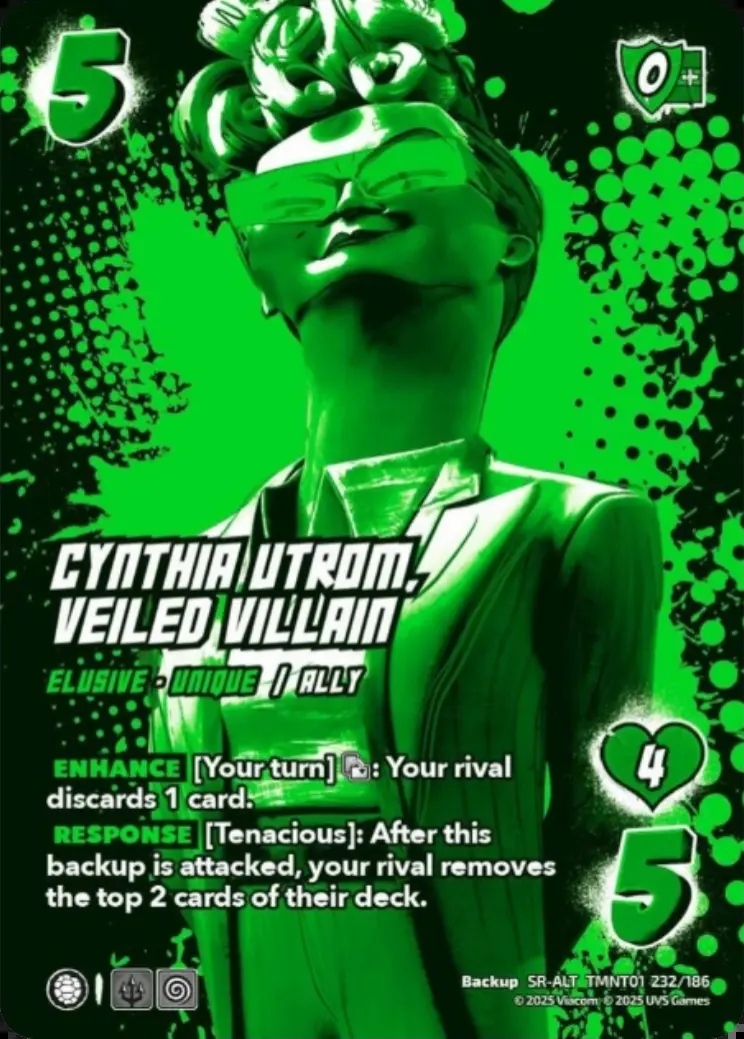 5
0 +
CYNTHIA UTROM,
VEILED VILLAIN
ELUSIVE · UNIQUE / ALLY
ENHANCE [Your turn] : Your rival
discards 1 card.
4
RESPONSE [Tenacious]: After this
backup is attacked, your rival removes
the top 2 cards of their deck.
5
Backup SR-ALT TMNT01 232/186
© 2025 Viacom © 2025 UVS Games